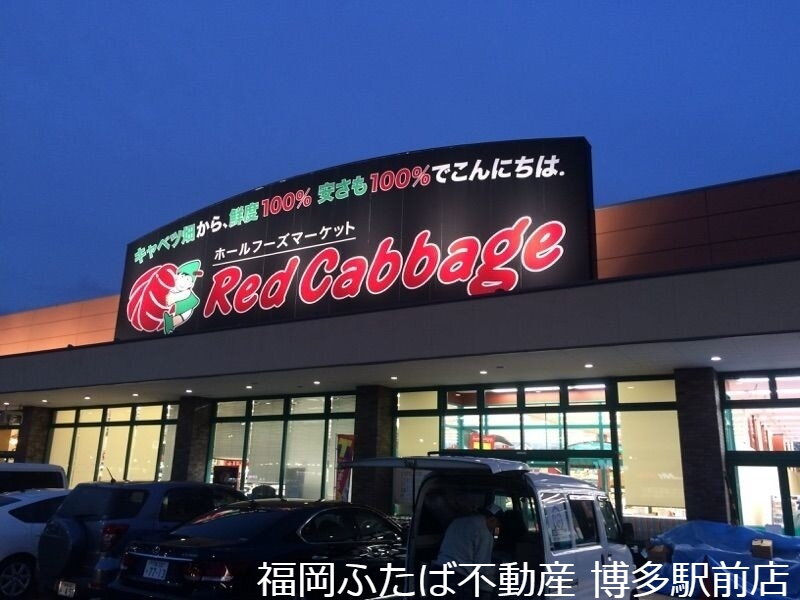 キャベツ畑から、鮮度100% 安さも100%でこんにちは.
ホールフーズマーケット
Red Cabbage
福岡ふたば不動産 博多駅前店